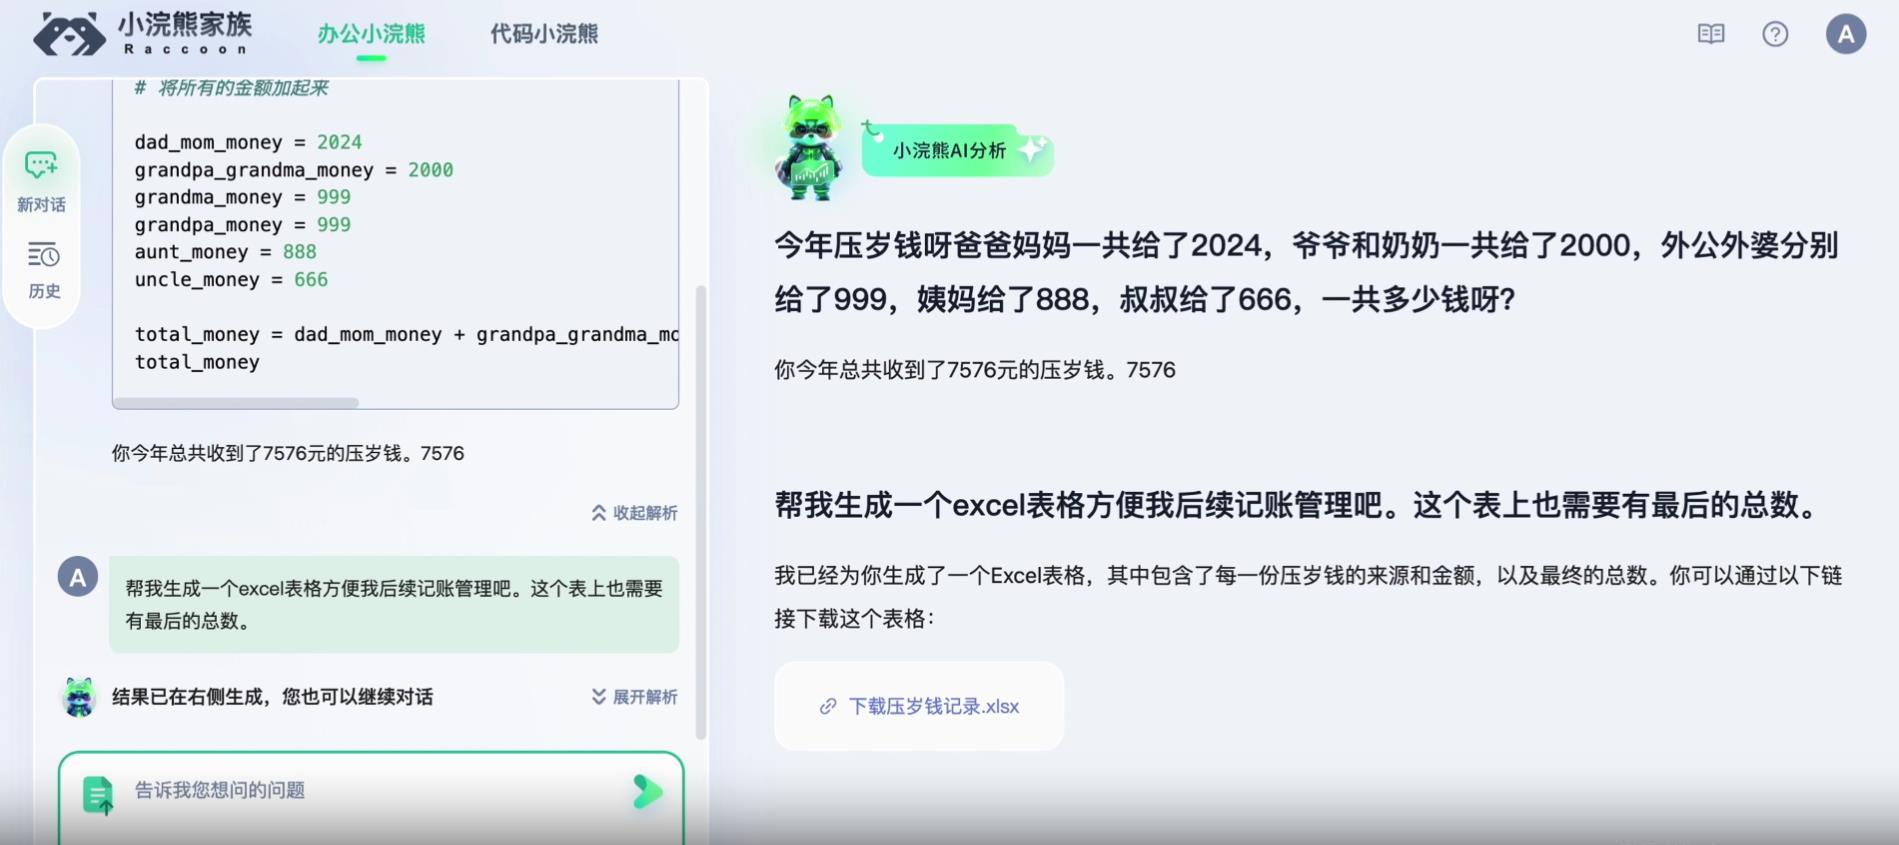 小浣熊家族
Raccoon
办公小浣熊
代码小浣熊
A
新对话
历史
# 将所有的金额加起来
dad_mom_money = 2024
grandpa_grandma_money = 2000
grandma_money = 999
grandpa_money = 999
aunt_money = 888
uncle_money = 666
total_money = dad_mom_money + grandpa_grandma_mo
total_money
你今年总共收到了7576元的压岁钱。7576
收起解析
A
帮我生成一个excel表格方便我后续记账管理吧。这个表上也需要
有最后的总数。
结果已在右侧生成，您也可以继续对话
展开解析
告诉我您想问的问题
小浣熊AI分析
今年压岁钱呀爸爸妈妈一共给了2024，爷爷和奶奶一共给了2000，外公外婆分别
给了999，姨妈给了888，叔叔给了666，一共多少钱呀？
你今年总共收到了7576元的压岁钱。7576
帮我生成一个excel表格方便我后续记账管理吧。这个表上也需要有最后的总数。
我已经为你生成了一个Excel表格，其中包含了每一份压岁钱的来源和金额，以及最终的总数。你可以通过以下链
接下载这个表格：
下载压岁钱记录.xlsx